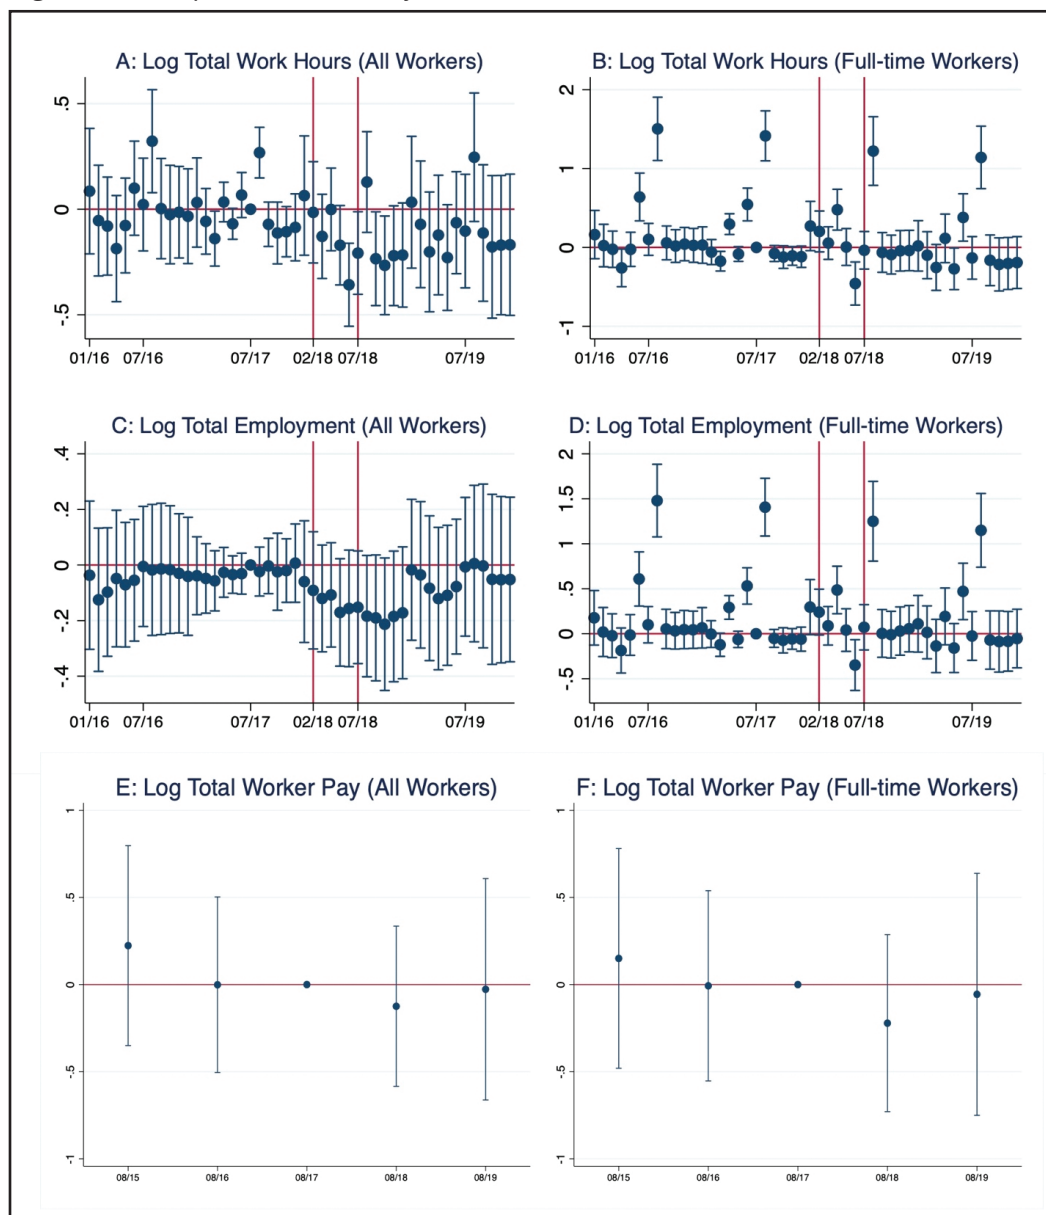 A: Log Total Work Hours (All Workers)
.5
0
-.5
01/16 07/16 07/17 02/18 07/18 07/19
B: Log Total Work Hours (Full-time Workers)
2
1
0
-1
01/16 07/16 07/17 02/18 07/18 07/19
C: Log Total Employment (All Workers)
.4
.2
0
-.2
-.4
01/16 07/16 07/17 02/18 07/18 07/19
D: Log Total Employment (Full-time Workers)
2
1.5
1
.5
0
-.5
01/16 07/16 07/17 02/18 07/18 07/19
E: Log Total Worker Pay (All Workers)
1
.5
0
-.5
-1
08/15 08/16 08/17 08/18 08/19
F: Log Total Worker Pay (Full-time Workers)
1
.5
0
-.5
-1
08/15 08/16 08/17 08/18 08/19